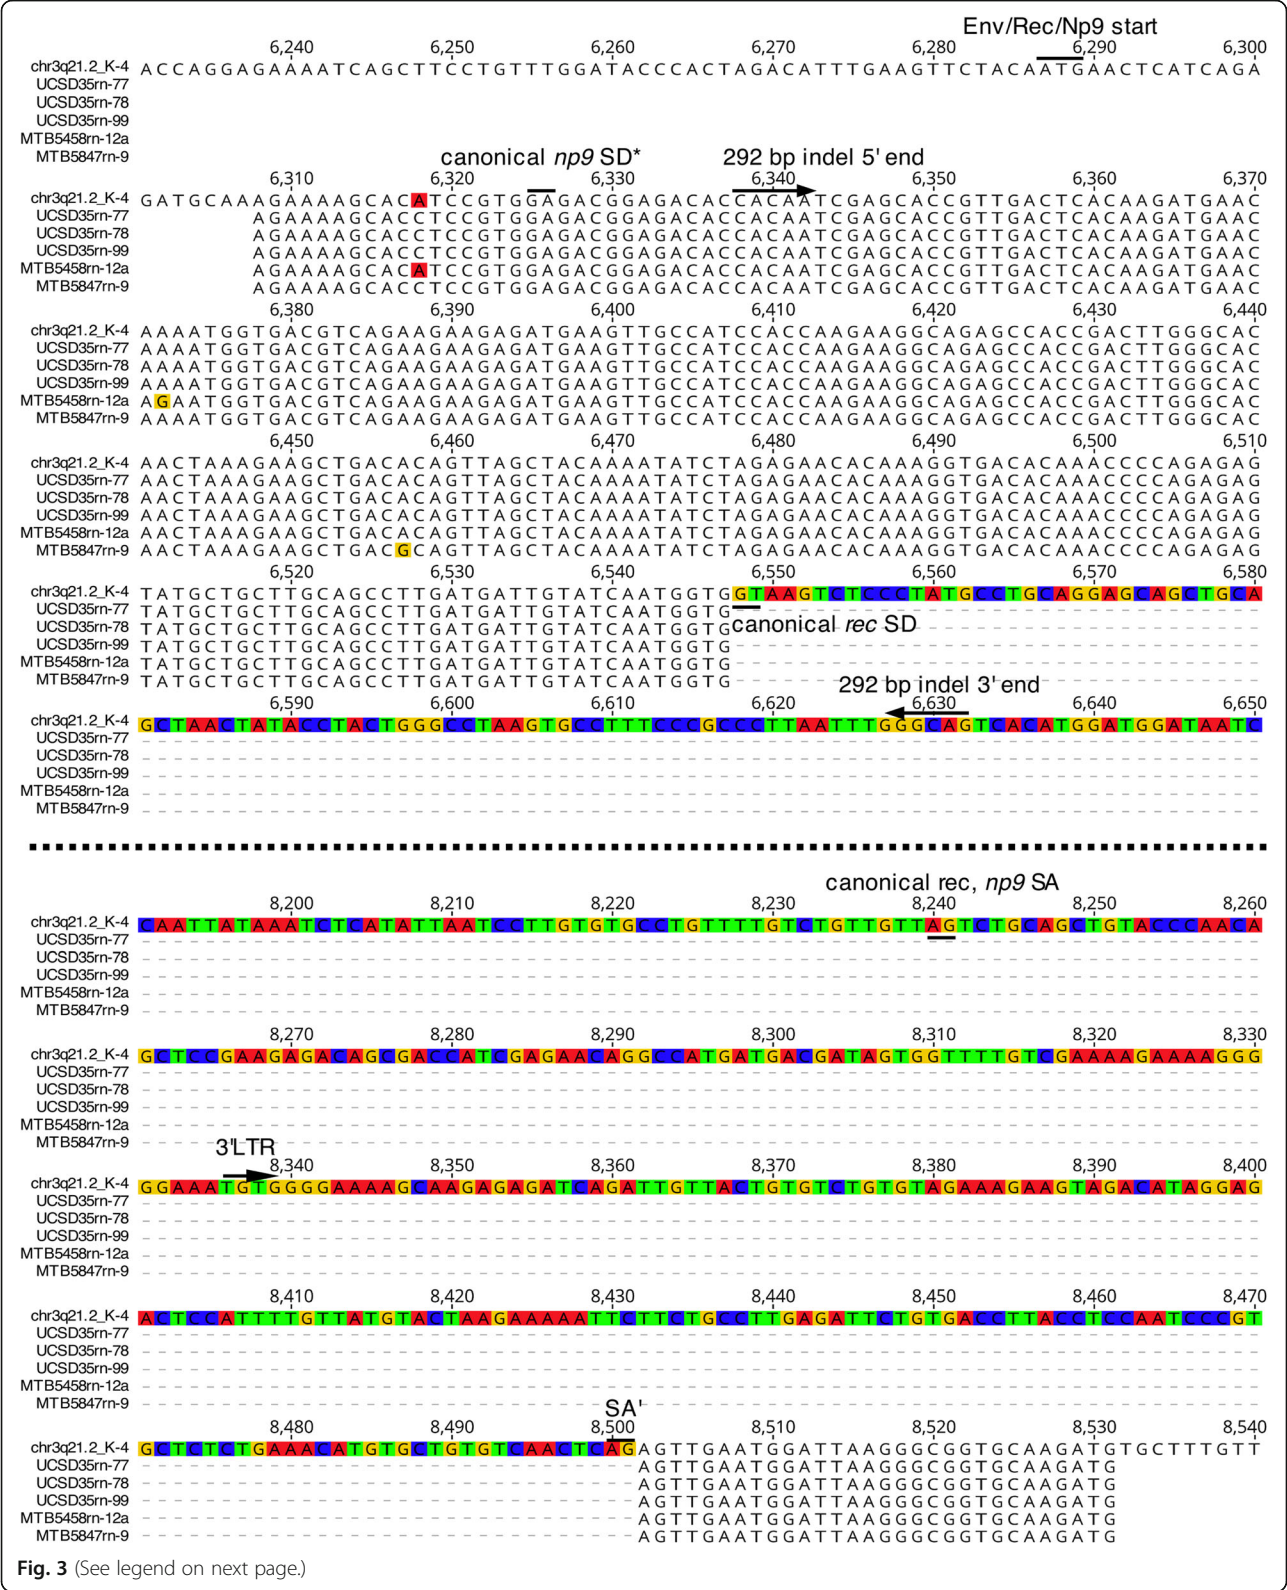 Env/Rec/Np9 start
6,240 6,250 6,260 6,270 6,280 6,290 6,300
chr3q21.2_K-4 ACCAGGAGAAAATCAGCTTCCTGTTTGGATACCCACTAGACATTTGAAGTTCTACAATGAACTCATCAGA
UCSD35rn-77
UCSD35rn-78
UCSD35rn-99
MTB5458rn-12a
MTB5847rn-9
canonical np9 SD* 292 bp indel 5' end
6,310 6,320 6,330 6,340 6,350 6,360 6,370
chr3q21.2_K-4 GATGCAAAGAAAAGCACATCCGTGGAGACGGAGACACCACAATCGAGCACCGTTGACTCACAAGATGAAC
UCSD35rn-77 AGAAAAGCACCTCCGTGGAGACGGAGACACCACAATCGAGCACCGTTGACTCACAAGATGAAC
UCSD35rn-78 AGAAAAGCACCTCCGTGGAGACGGAGACACCACAATCGAGCACCGTTGACTCACAAGATGAAC
UCSD35rn-99 AGAAAAGCACCTCCGTGGAGACGGAGACACCACAATCGAGCACCGTTGACTCACAAGATGAAC
MTB5458rn-12a AGAAAAGCACATCCGTGGAGACGGAGACACCACAATCGAGCACCGTTGACTCACAAGATGAAC
MTB5847rn-9 AGAAAAGCACCTCCGTGGAGACGGAGACACCACAATCGAGCACCGTTGACTCACAAGATGAAC
6,380 6,390 6,400 6,410 6,420 6,430 6,440
chr3q21.2_K-4 AAAATGGTGACGTCAGAAGAAGAGATGAAGTTGCCATCCACCAAGAAGGCAGAGCCACCGACTTGGGCAC
UCSD35rn-77 AAAATGGTGACGTCAGAAGAAGAGATGAAGTTGCCATCCACCAAGAAGGCAGAGCCACCGACTTGGGCAC
UCSD35rn-78 AAAATGGTGACGTCAGAAGAAGAGATGAAGTTGCCATCCACCAAGAAGGCAGAGCCACCGACTTGGGCAC
UCSD35rn-99 AAAATGGTGACGTCAGAAGAAGAGATGAAGTTGCCATCCACCAAGAAGGCAGAGCCACCGACTTGGGCAC
MTB5458rn-12a AGAATGGTGACGTCAGAAGAAGAGATGAAGTTGCCATCCACCAAGAAGGCAGAGCCACCGACTTGGGCAC
MTB5847rn-9 AAAATGGTGACGTCAGAAGAAGAGATGAAGTTGCCATCCACCAAGAAGGCAGAGCCACCGACTTGGGCAC
6,450 6,460 6,470 6,480 6,490 6,500 6,510
chr3q21.2_K-4 AACTAAAGAAGCTGACACAGTTAGCTACAAAATATCTAGAGAACACAAAGGTGACACAAACCCCAGAGAG
UCSD35rn-77 AACTAAAGAAGCTGACACAGTTAGCTACAAAATATCTAGAGAACACAAAGGTGACACAAACCCCAGAGAG
UCSD35rn-78 AACTAAAGAAGCTGACACAGTTAGCTACAAAATATCTAGAGAACACAAAGGTGACACAAACCCCAGAGAG
UCSD35rn-99 AACTAAAGAAGCTGACACAGTTAGCTACAAAATATCTAGAGAACACAAAGGTGACACAAACCCCAGAGAG
MTB5458rn-12a AACTAAAGAAGCTGACACAGTTAGCTACAAAATATCTAGAGAACACAAAGGTGACACAAACCCCAGAGAG
MTB5847rn-9 AACTAAAGAAGCTGACGCAGTTAGCTACAAAATATCTAGAGAACACAAAGGTGACACAAACCCCAGAGAG
6,520 6,530 6,540 6,550 6,560 6,570 6,580
chr3q21.2_K-4 TATGCTGCTTGCAGCCTTGATGATTGTATCAATGGTGGTAAGTCTCCCTATGCCTGCAGGAGCAGCTGCA
UCSD35rn-77 TATGCTGCTTGCAGCCTTGATGATTGTATCAATGGTG
UCSD35rn-78 TATGCTGCTTGCAGCCTTGATGATTGTATCAATGGTG canonical rec SD
UCSD35rn-99 TATGCTGCTTGCAGCCTTGATGATTGTATCAATGGTG
MTB5458rn-12a TATGCTGCTTGCAGCCTTGATGATTGTATCAATGGTG
MTB5847rn-9 TATGCTGCTTGCAGCCTTGATGATTGTATCAATGGTG
292 bp indel 3' end
6,590 6,600 6,610 6,620 6,630 6,640 6,650
chr3q21.2_K-4 GCTAACTATACCTACTGGGCCTAAGTGCCTTTCCCGCCCTTAATTTGGGCAGTCACATGGATGGATAATC
UCSD35rn-77
UCSD35rn-78
UCSD35rn-99
MTB5458rn-12a
MTB5847rn-9
canonical rec, np9 SA
8,200 8,210 8,220 8,230 8,240 8,250 8,260
chr3q21.2_K-4 CAATTATAAATCTCATATTAATCCTTGTGTGCCTGTTTTGTCTGTTGTTAGTCTGCAGCTGTACCCAACA
UCSD35rn-77
UCSD35rn-78
UCSD35rn-99
MTB5458rn-12a
MTB5847rn-9
8,270 8,280 8,290 8,300 8,310 8,320 8,330
chr3q21.2_K-4 GCTCCGAAGAGACAGCGACCATCGAGAACAGGCCATGATGACGATAGTGGTTTTGTCGAAAAGAAAAGGG
UCSD35rn-77
UCSD35rn-78
UCSD35rn-99
MTB5458rn-12a
MTB5847rn-9
3'LTR
8,340 8,350 8,360 8,370 8,380 8,390 8,400
chr3q21.2_K-4 GGAAATGTGGGGAAAAGCAAGAGAGATCAGATTGTTACTGTGTCTGTGTAGAAAGAAGTAGACATAGGAG
UCSD35rn-77
UCSD35rn-78
UCSD35rn-99
MTB5458rn-12a
MTB5847rn-9
8,410 8,420 8,430 8,440 8,450 8,460 8,470
chr3q21.2_K-4 ACTCCATTTTGTTATGTACTAAGAAAAATTCTTCTGCCTTGAGATTCTGTGACCTTACCTCCAATCCCGT
UCSD35rn-77
UCSD35rn-78
UCSD35rn-99
MTB5458rn-12a
MTB5847rn-9
SA'
8,480 8,490 8,500 8,510 8,520 8,530 8,540
chr3q21.2_K-4 GCTCTCTGAAACATGTGCTGTGTCAACTCAGAGTTGAATGGATTAAGGGCGGTGCAAGATGTGCTTTGTT
UCSD35rn-77 AGTTGAATGGATTAAGGGCGGTGCAAGATG
UCSD35rn-78 AGTTGAATGGATTAAGGGCGGTGCAAGATG
UCSD35rn-99 AGTTGAATGGATTAAGGGCGGTGCAAGATG
MTB5458rn-12a AGTTGAATGGATTAAGGGCGGTGCAAGATG
MTB5847rn-9 AGTTGAATGGATTAAGGGCGGTGCAAGATG
Fig. 3 (See legend on next page.)